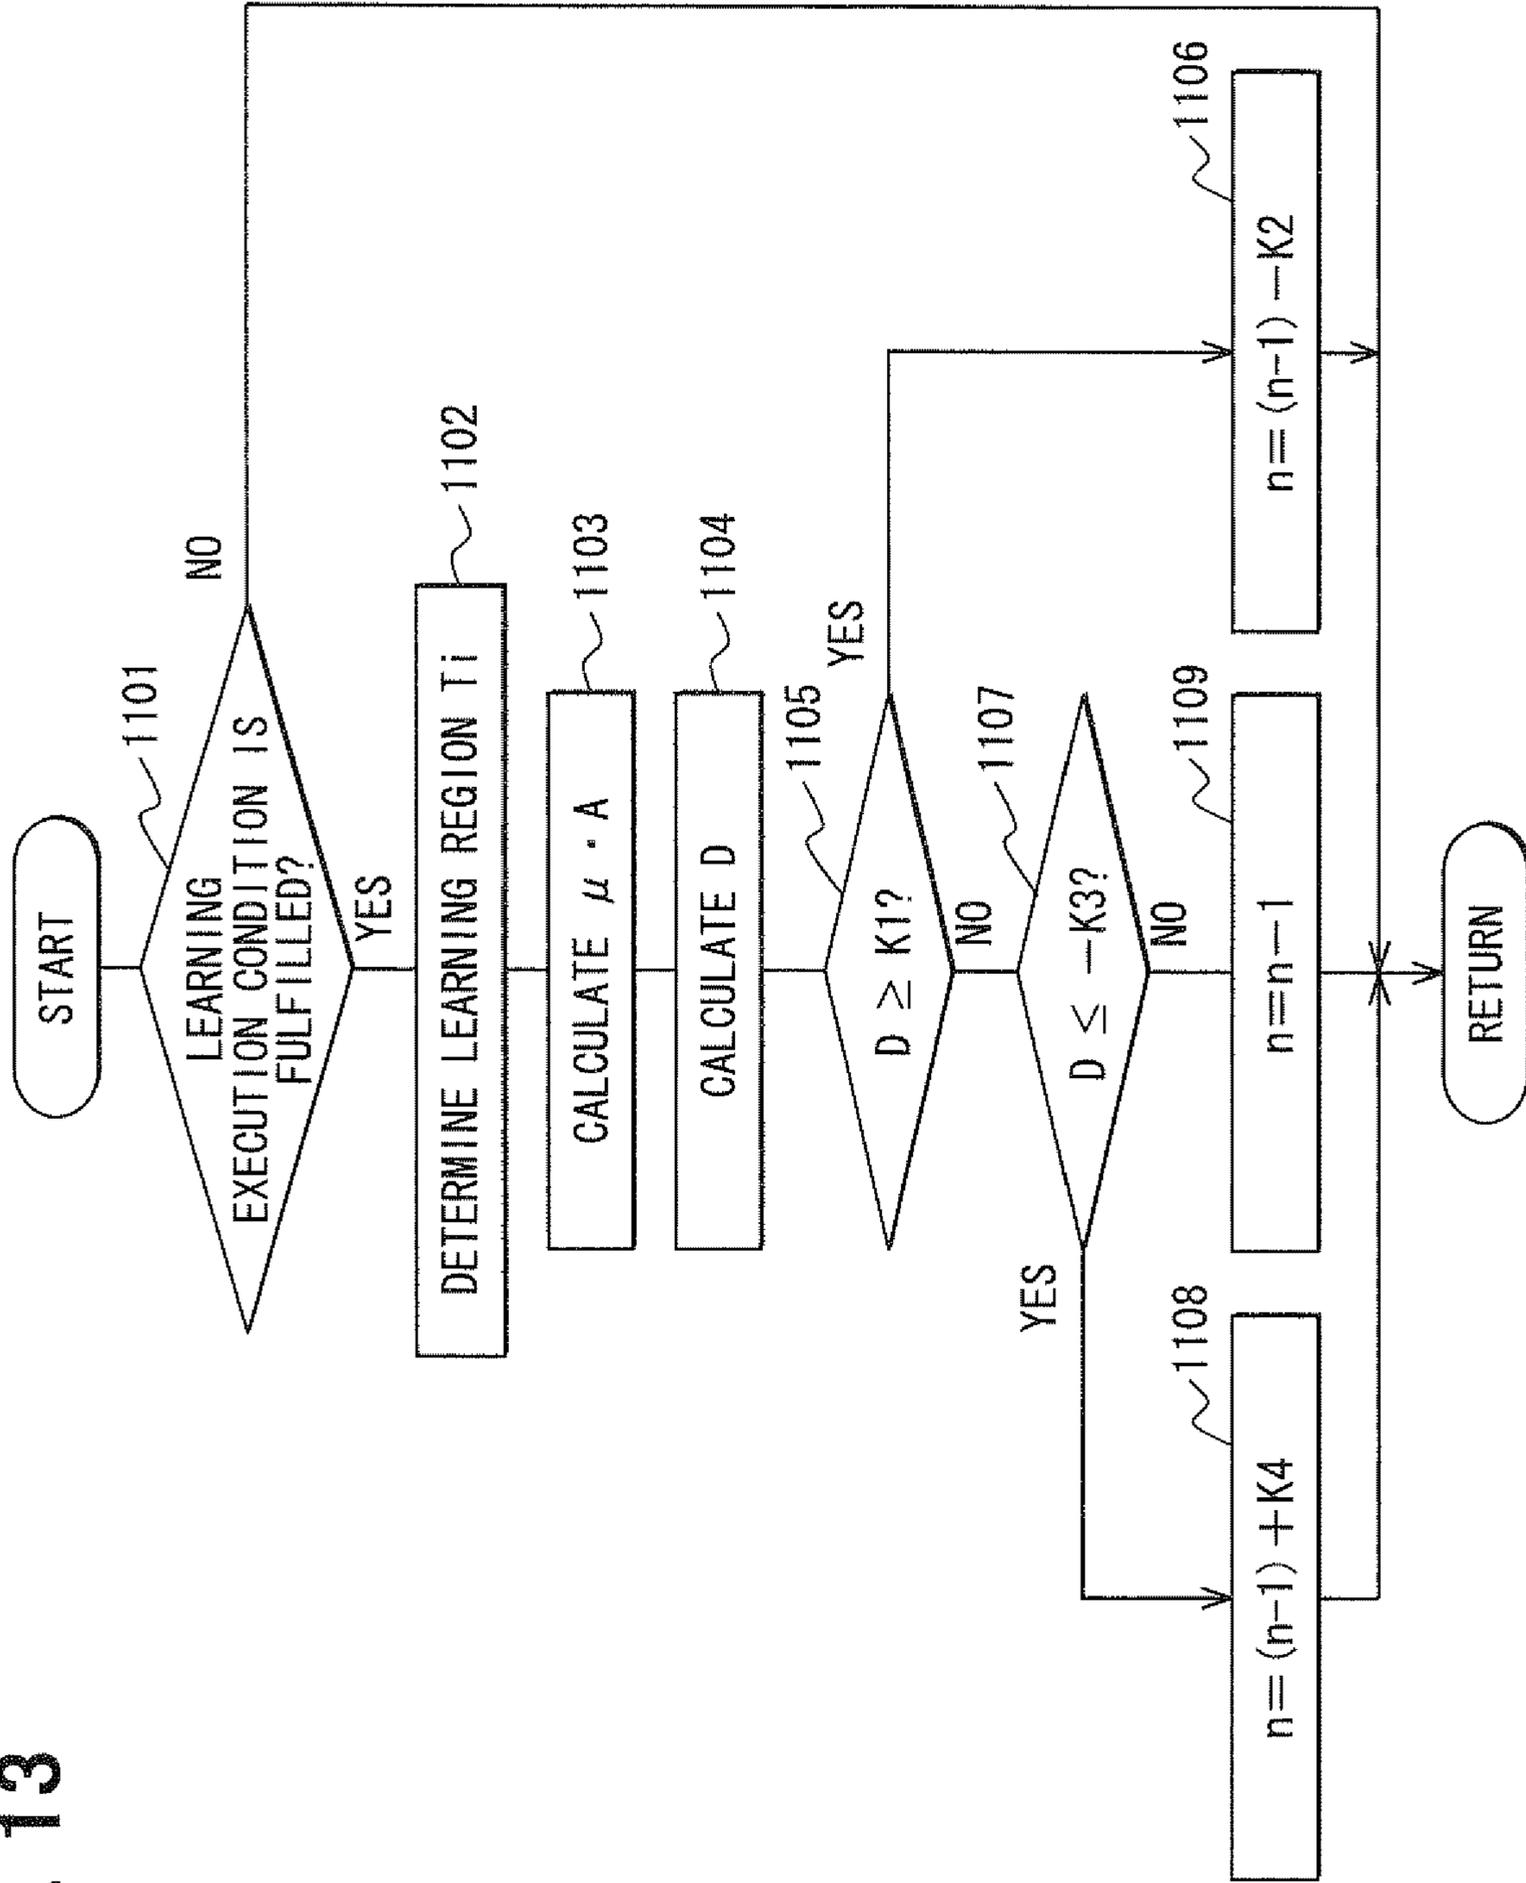 . 13
START
1101
LEARNING
EXECUTION CONDITION IS
FULFILLED?
NO
YES
DETERMINE LEARNING REGION Ti
1102
CALCULATE μ・A
1103
CALCULATE D
1104
1105
D ≥ K1?
YES
NO
1107
D ≤ −K3?
YES
NO
1108
n=(n-1)+K4
1109
n=n-1
1106
n=(n-1)−K2
RETURN